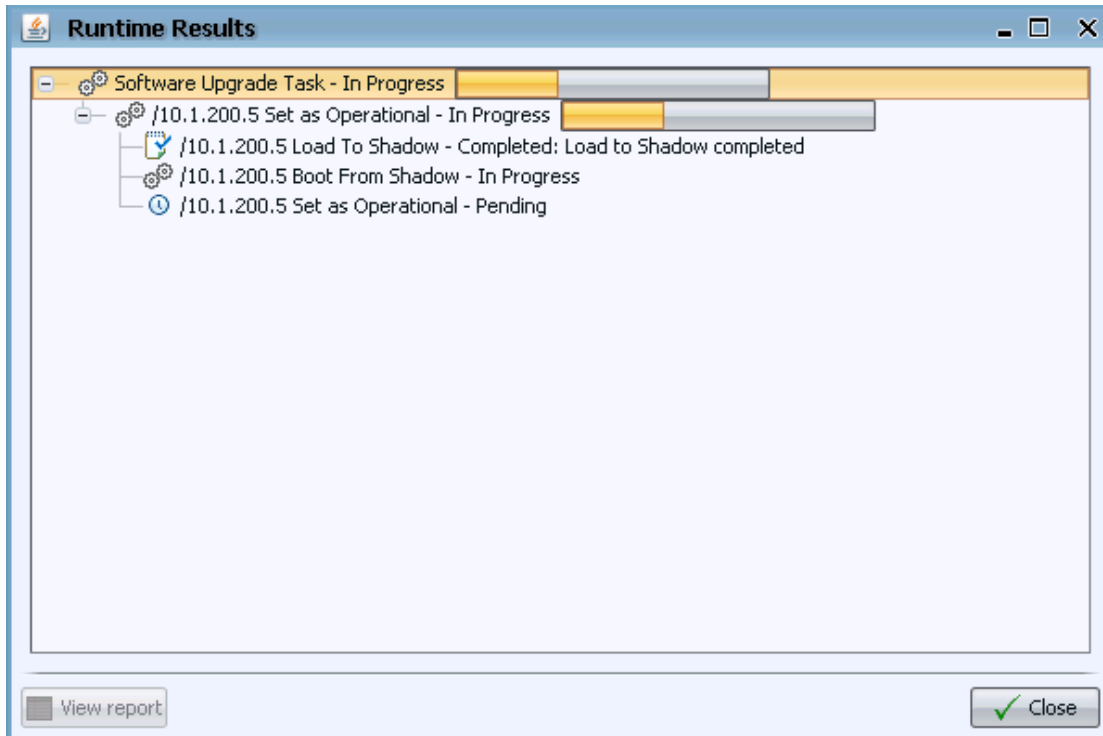 Runtime Results
Software Upgrade Task - In Progress
/10.1.200.5 Set as Operational - In Progress
/10.1.200.5 Load To Shadow - Completed: Load to Shadow completed
/10.1.200.5 Boot From Shadow - In Progress
/10.1.200.5 Set as Operational - Pending
View report
Close